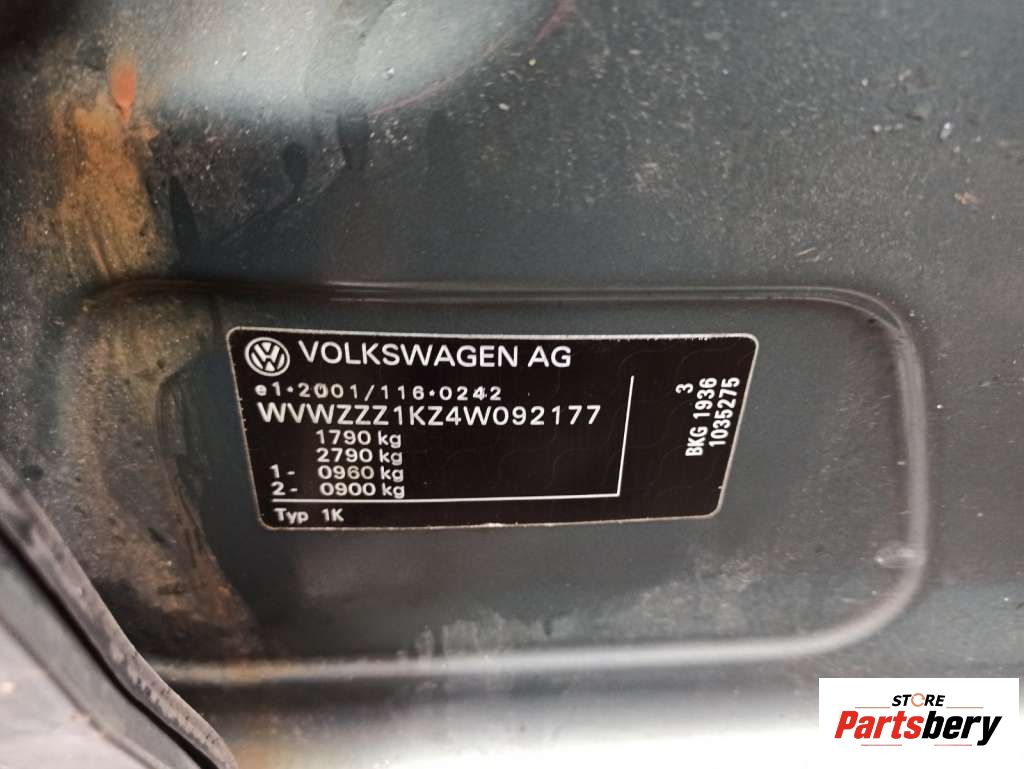 VOLKSWAGEN AG
e1*2001/116*0242
WVWZZZ1KZ4W092177
1790 kg
2790 kg
1- 0960 kg
2- 0900 kg
Typ 1K
3
BKG 1936
1035275
STORE
Partsbery